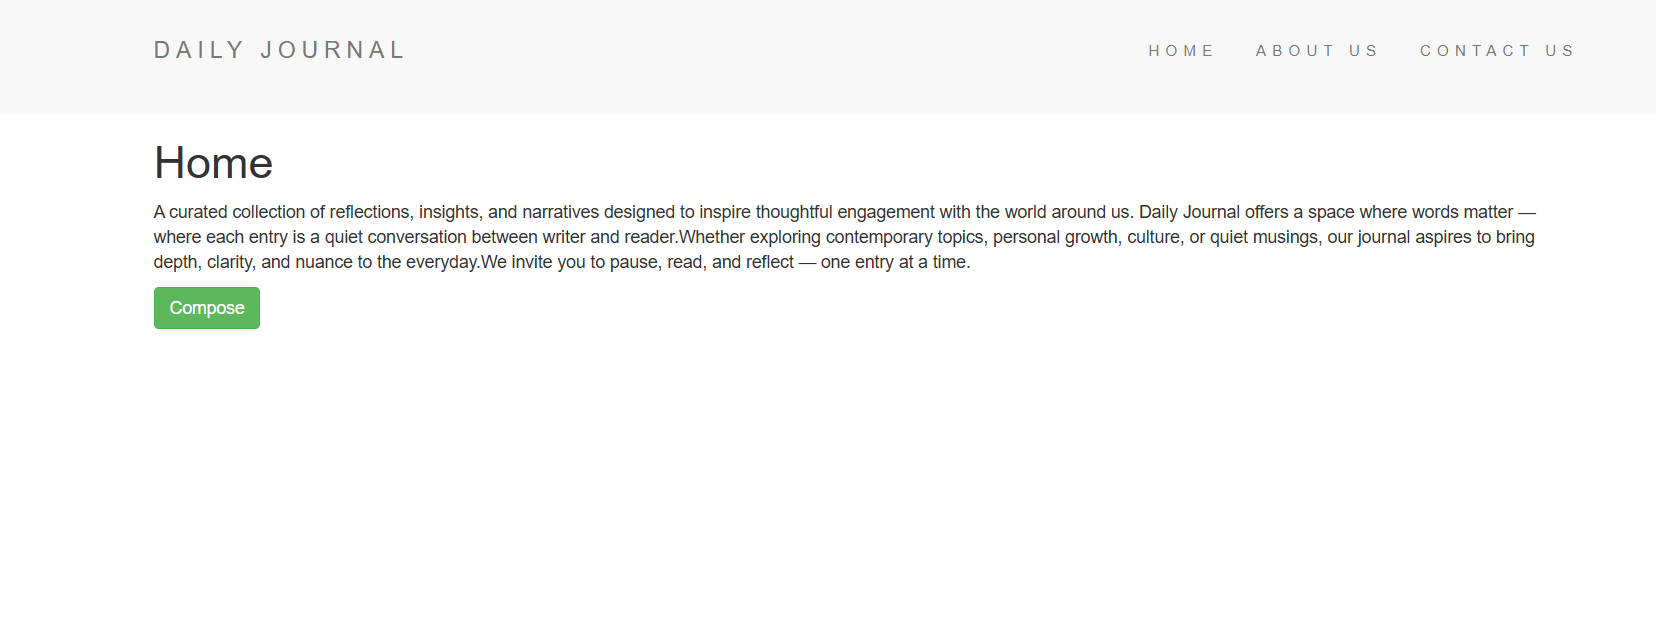 DAILY JOURNAL
HOME ABOUT US CONTACT US
Home
A curated collection of reflections, insights, and narratives designed to inspire thoughtful engagement with the world around us. Daily Journal offers a space where words matter —
where each entry is a quiet conversation between writer and reader.Whether exploring contemporary topics, personal growth, culture, or quiet musings, our journal aspires to bring
depth, clarity, and nuance to the everyday.We invite you to pause, read, and reflect — one entry at a time.
Compose